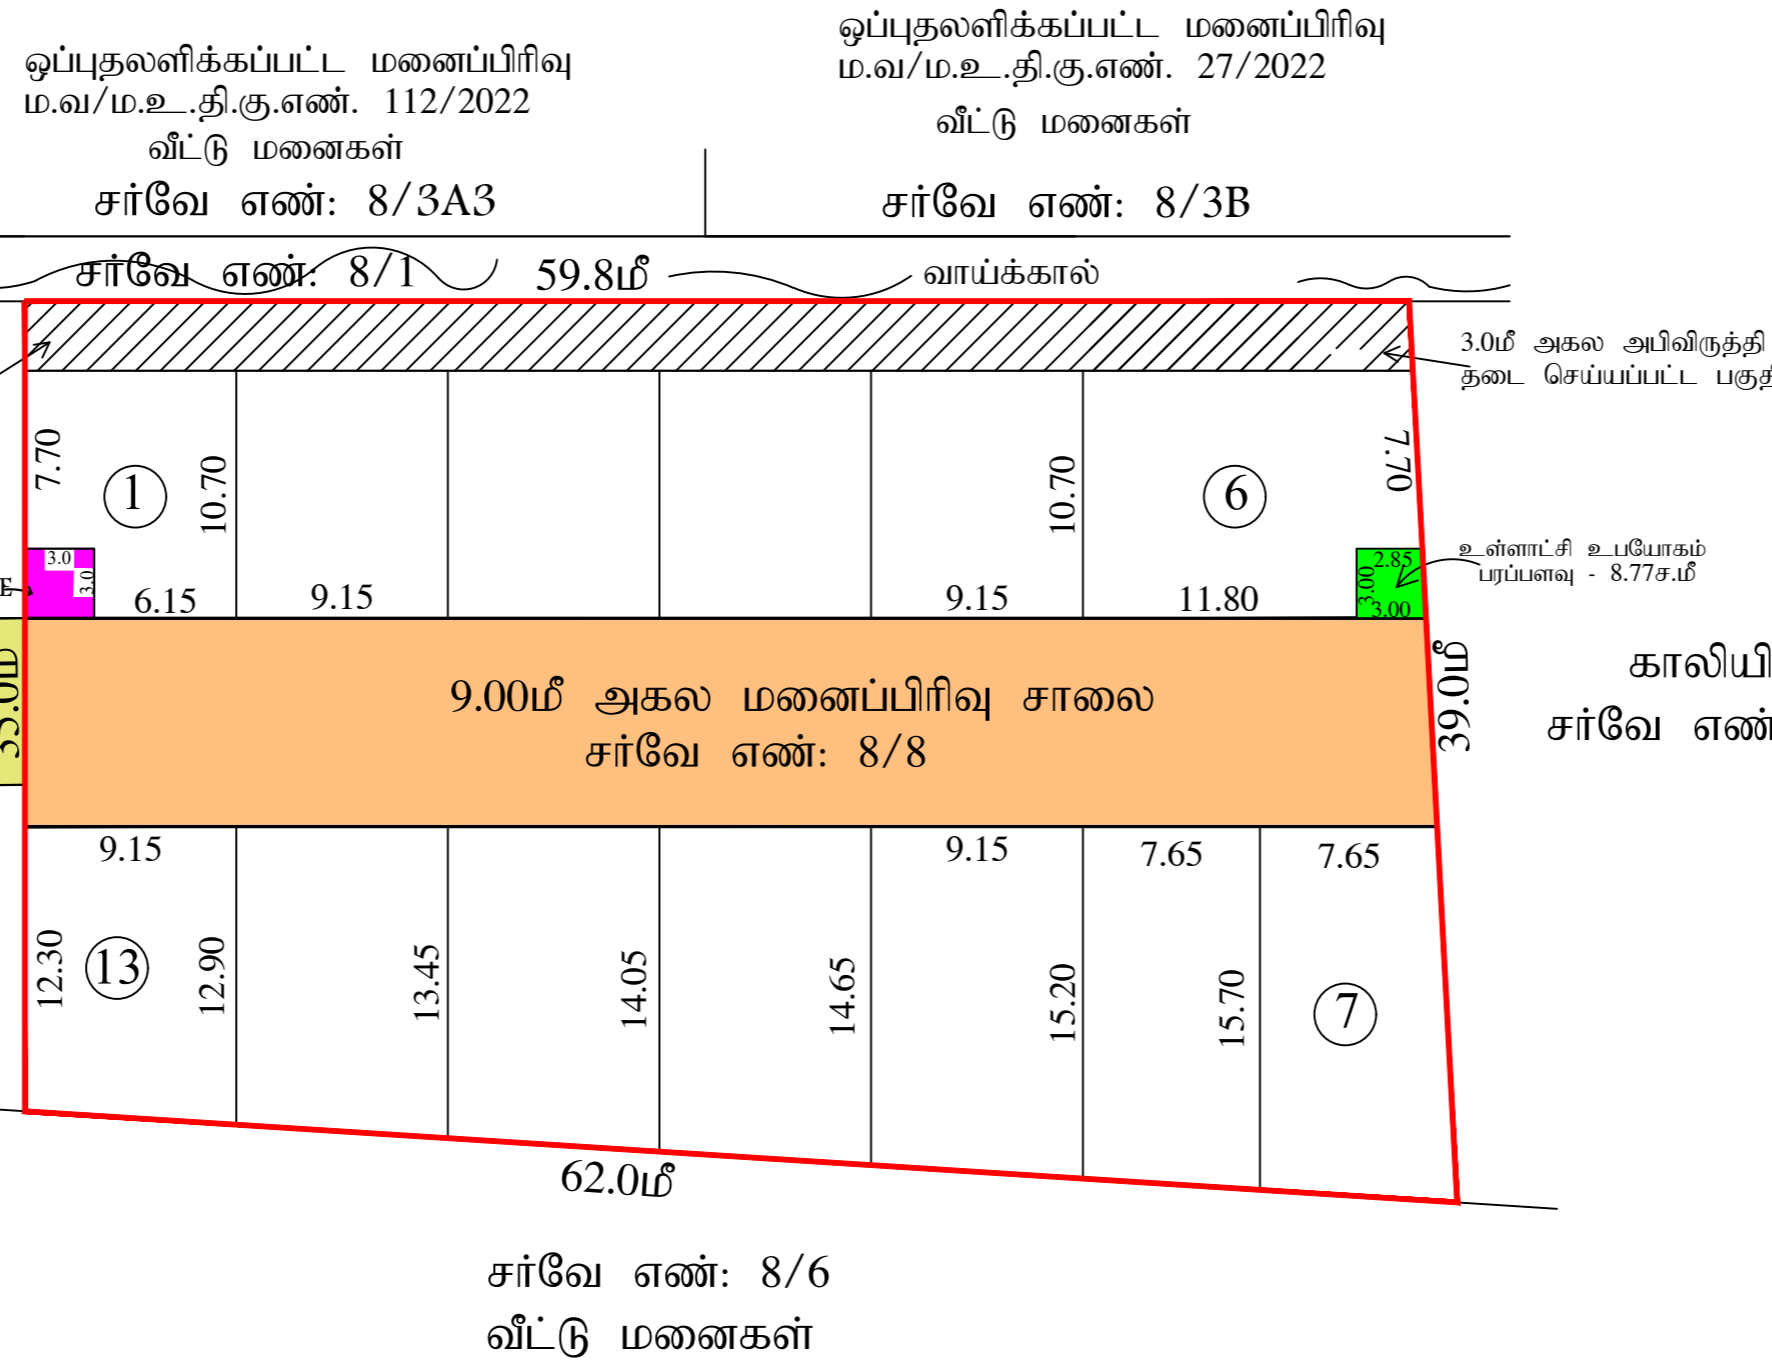 ஒப்புதலளிக்கப்பட்ட மனைப்பிரிவு
ம.வ/ம.உ.தி.கு.எண். 112/2022
வீட்டு மனைகள்
சர்வே எண்: 8/3A3
ஒப்புதலளிக்கப்பட்ட மனைப்பிரிவு
ம.வ/ம.உ.தி.கு.எண். 27/2022
வீட்டு மனைகள்
சர்வே எண்: 8/3B
சர்வே எண்: 8/1
59.8மீ
வாய்க்கால்
3.0மீ அகல அபிவிருத்தி
தடை செய்யப்பட்ட
7.70
1
10.70
10.70
6
7.70
3.0
3.0
E
6.15
9.15
9.15
11.80
2.85
3.00
3.00
உள்ளாட்சி உபயோகம்
பரப்பளவு - 8.77ச.மீ
9.00மீ அகல மனைப்பிரிவு சாலை
சர்வே எண்: 8/8
39.0மீ
சர்வே எண்
9.15
9.15
7.65
7.65
12.30
13
12.90
13.45
14.05
14.65
15.20
15.70
7
62.0மீ
சர்வே எண்: 8/6
வீட்டு மனைகள்